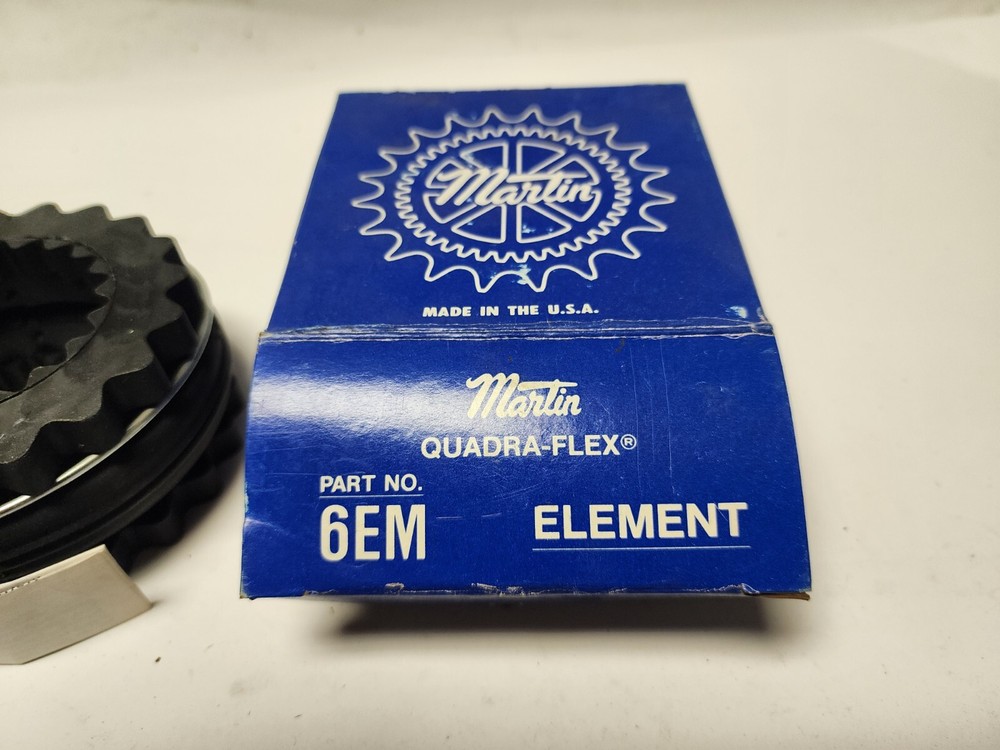 Martin
MADE IN THE U.S.A.
Martin
QUADRA-FLEX®
PART NO.
6EM
ELEMENT